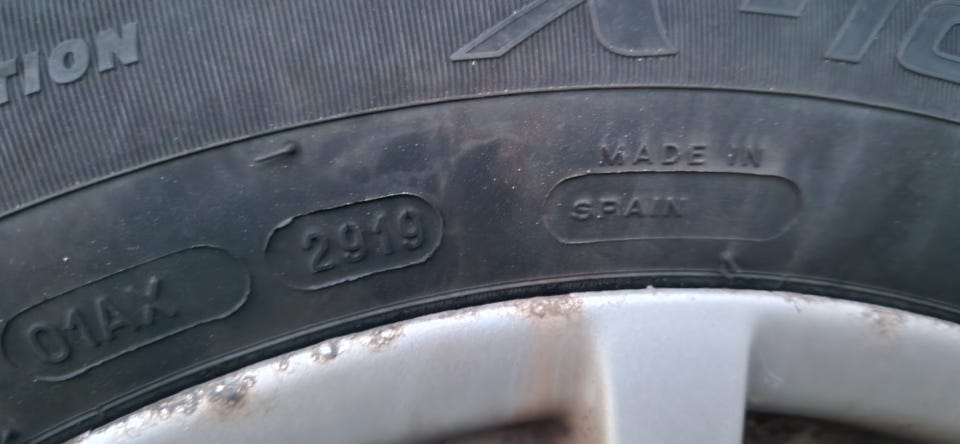 TION
MADE IN
SPAIN
2919
01AX